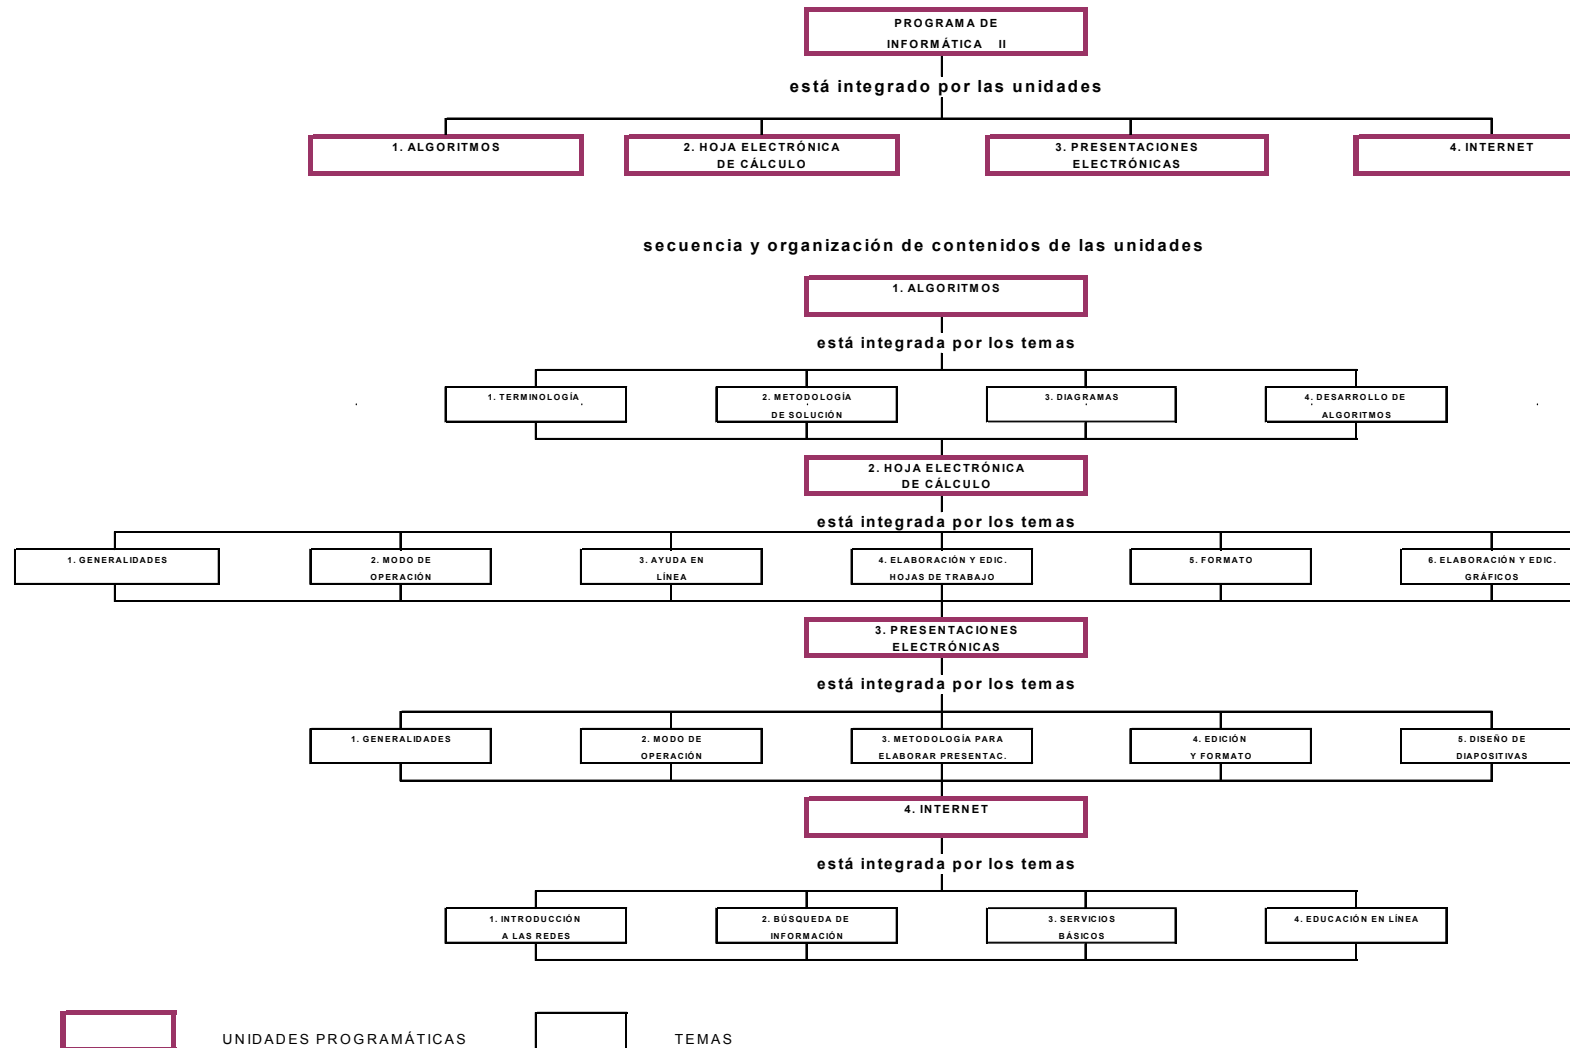 PROGRAMA DE
INFORMÁTICA II
está integrado por las unidades
1. ALGORITMOS
2. HOJA ELECTRÓNICA
DE CÁLCULO
3. PRESENTACIONES
ELECTRÓNICAS
4. INTERNET
secuencia y organización de contenidos de las unidades
1. ALGORITMOS
está integrada por los temas
1. TERMINOLOGÍA
2. METODOLOGÍA
DE SOLUCIÓN
3. DIAGRAMAS
4. DESARROLLO DE
ALGORITMOS
2. HOJA ELECTRÓNICA
DE CÁLCULO
está integrada por los temas
1. GENERALIDADES
2. MODO DE
OPERACIÓN
3. AYUDA EN
LÍNEA
4. ELABORACIÓN Y EDIC.
HOJAS DE TRABAJO
5. FORMATO
6. ELABORACIÓN Y EDIC.
GRÁFICOS
3. PRESENTACIONES
ELECTRÓNICAS
está integrada por los temas
1. GENERALIDADES
2. MODO DE
OPERACIÓN
3. METODOLOGÍA PARA
ELABORAR PRESENTAC.
4. EDICIÓN
Y FORMATO
5. DISEÑO DE
DIAPOSITIVAS
4. INTERNET
está integrada por los temas
1. INTRODUCCIÓN
A LAS REDES
2. BÚSQUEDA DE
INFORMACIÓN
3. SERVICIOS
BÁSICOS
4. EDUCACIÓN EN LÍNEA
UNIDADES PROGRAMÁTICAS
TEMAS